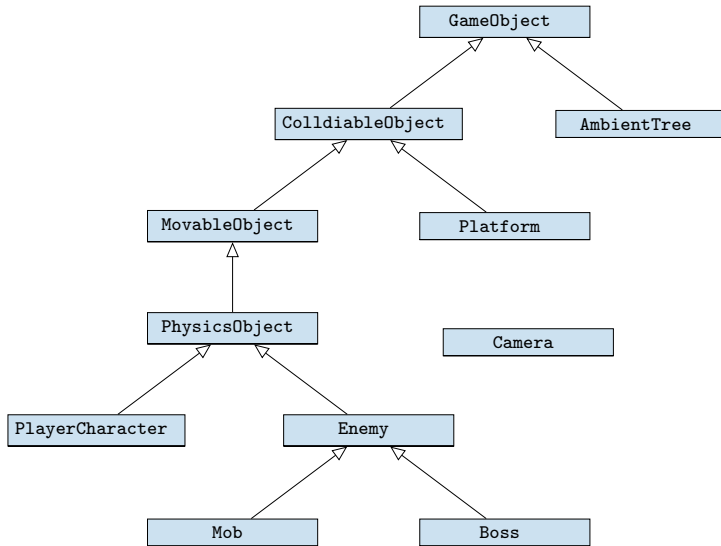 GameObject
ColldiableObject
AmbientTree
MovableObject
Platform
PhysicsObject
Camera
PlayerCharacter
Enemy
Mob
Boss